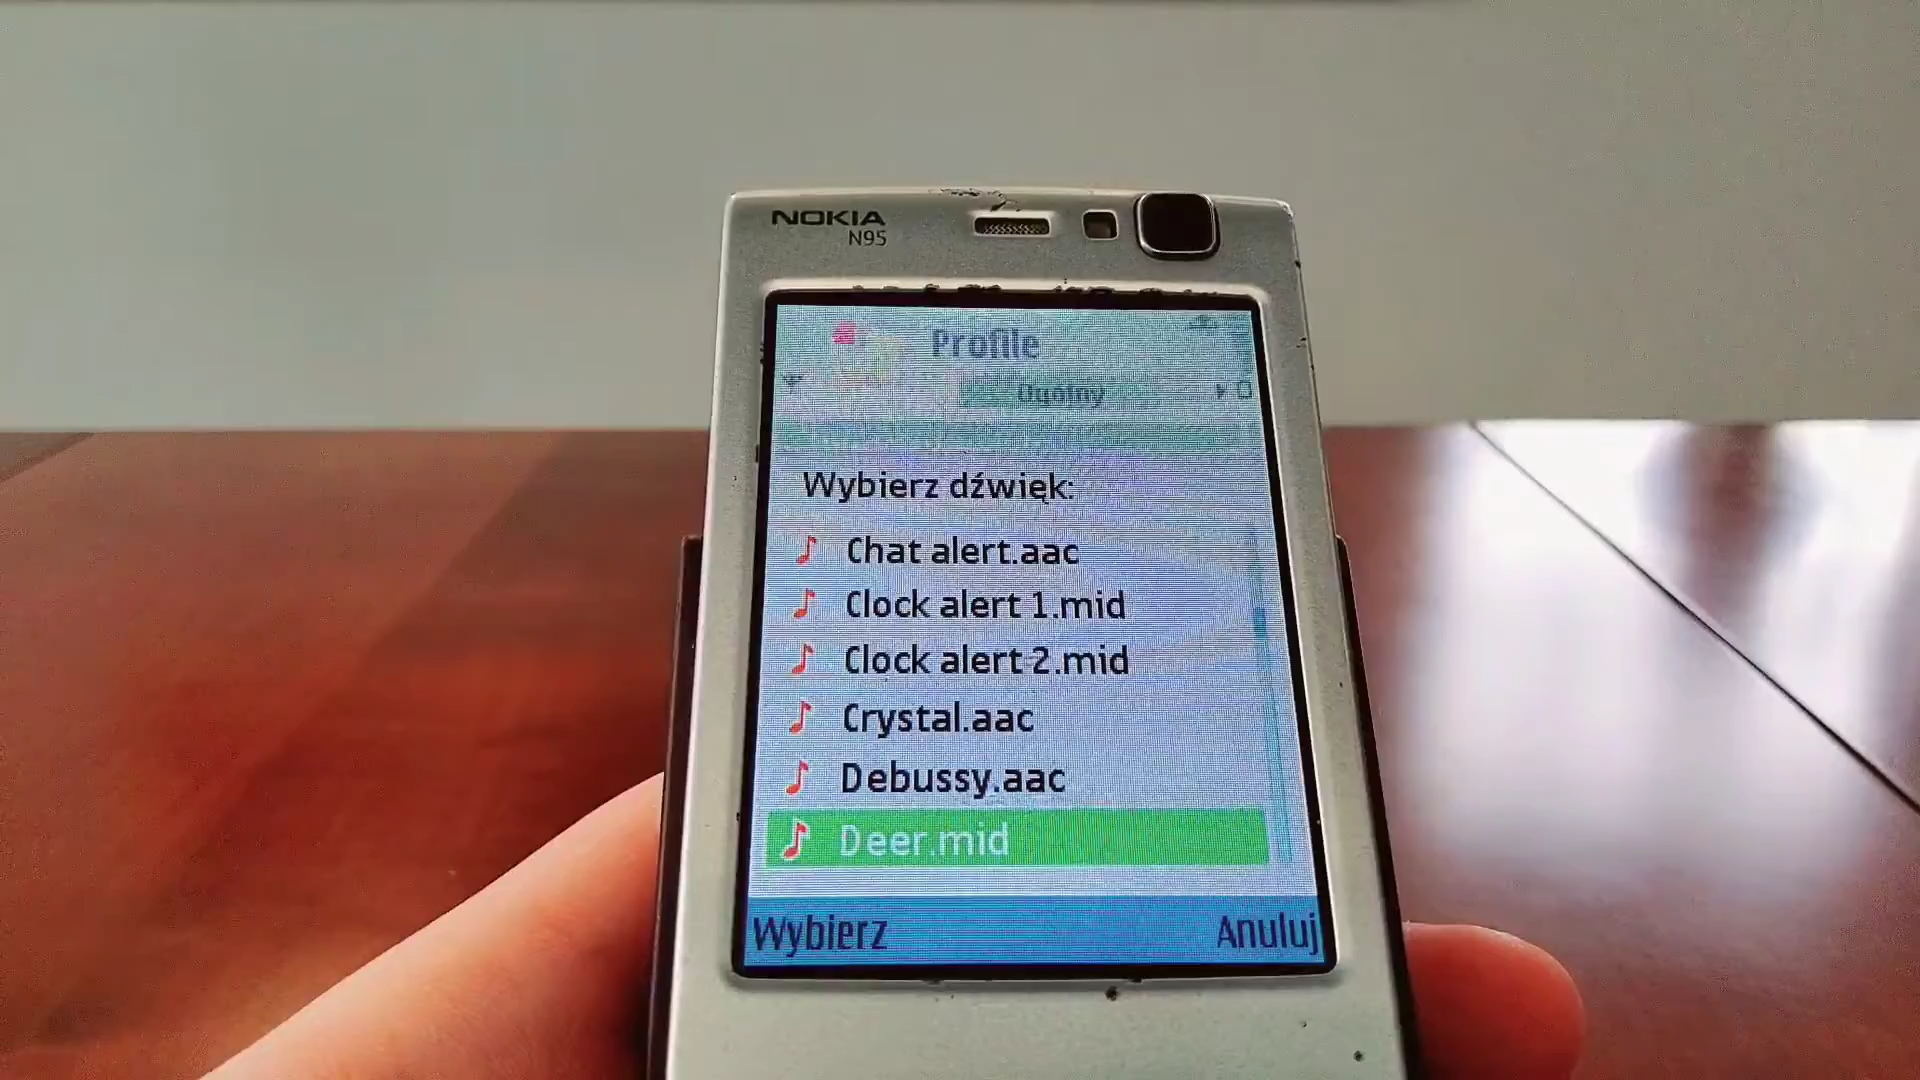 NOKIA
N95
Profile
Ogólny
Wybierz dźwięk:
Chat alert.aac
Clock alert 1.mid
Clock alert 2.mid
Crystal.aac
Debussy.aac
Deer.mid
Wybierz
Anuluj